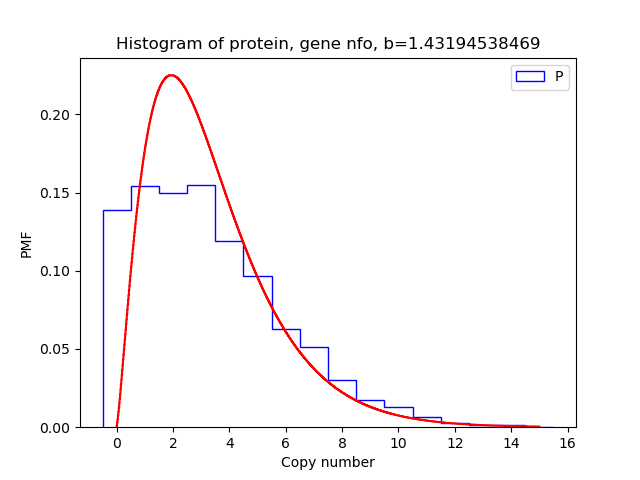 Histogram of protein, gene nfo, b=1.43194538469
P
0.20
0.15
0.10
0.05
0.00
PMF
0 2 4 6 8 10 12 14 16
Copy number